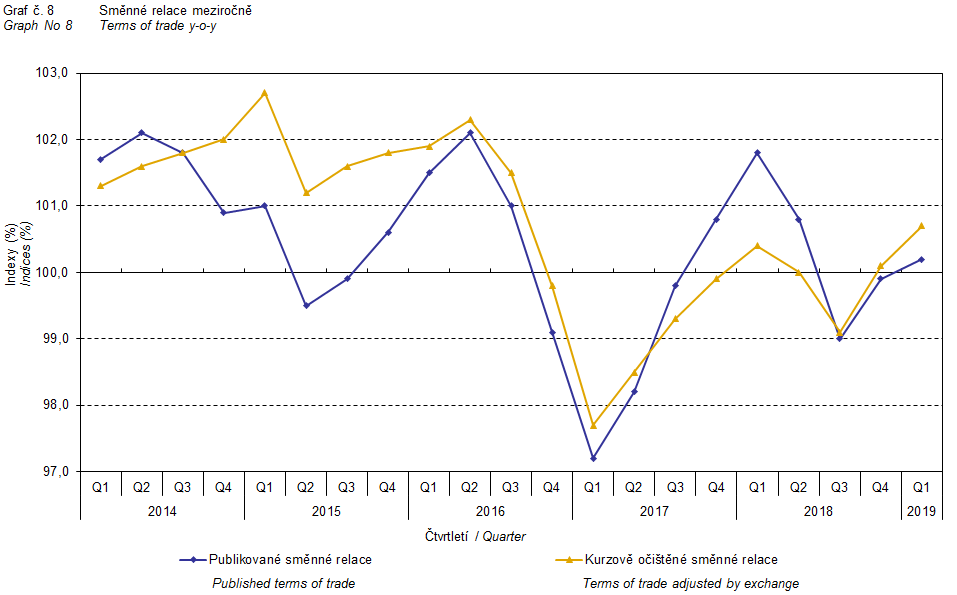 Graf č. 8 Směnné relace meziročně
Graph No 8 Terms of trade y-o-y
Indexy (%)
Indices (%)
103,0
102,0
101,0
100,0
99,0
98,0
97,0
Q1 Q2 Q3 Q4 Q1 Q2 Q3 Q4 Q1 Q2 Q3 Q4 Q1 Q2 Q3 Q4 Q1 Q2 Q3 Q4 Q1
2014 2015 2016 2017 2018 2019
Čtvrtletí / Quarter
Publikované směnné relace Kurzově očištěné směnné relace
Published terms of trade Terms of trade adjusted by exchange